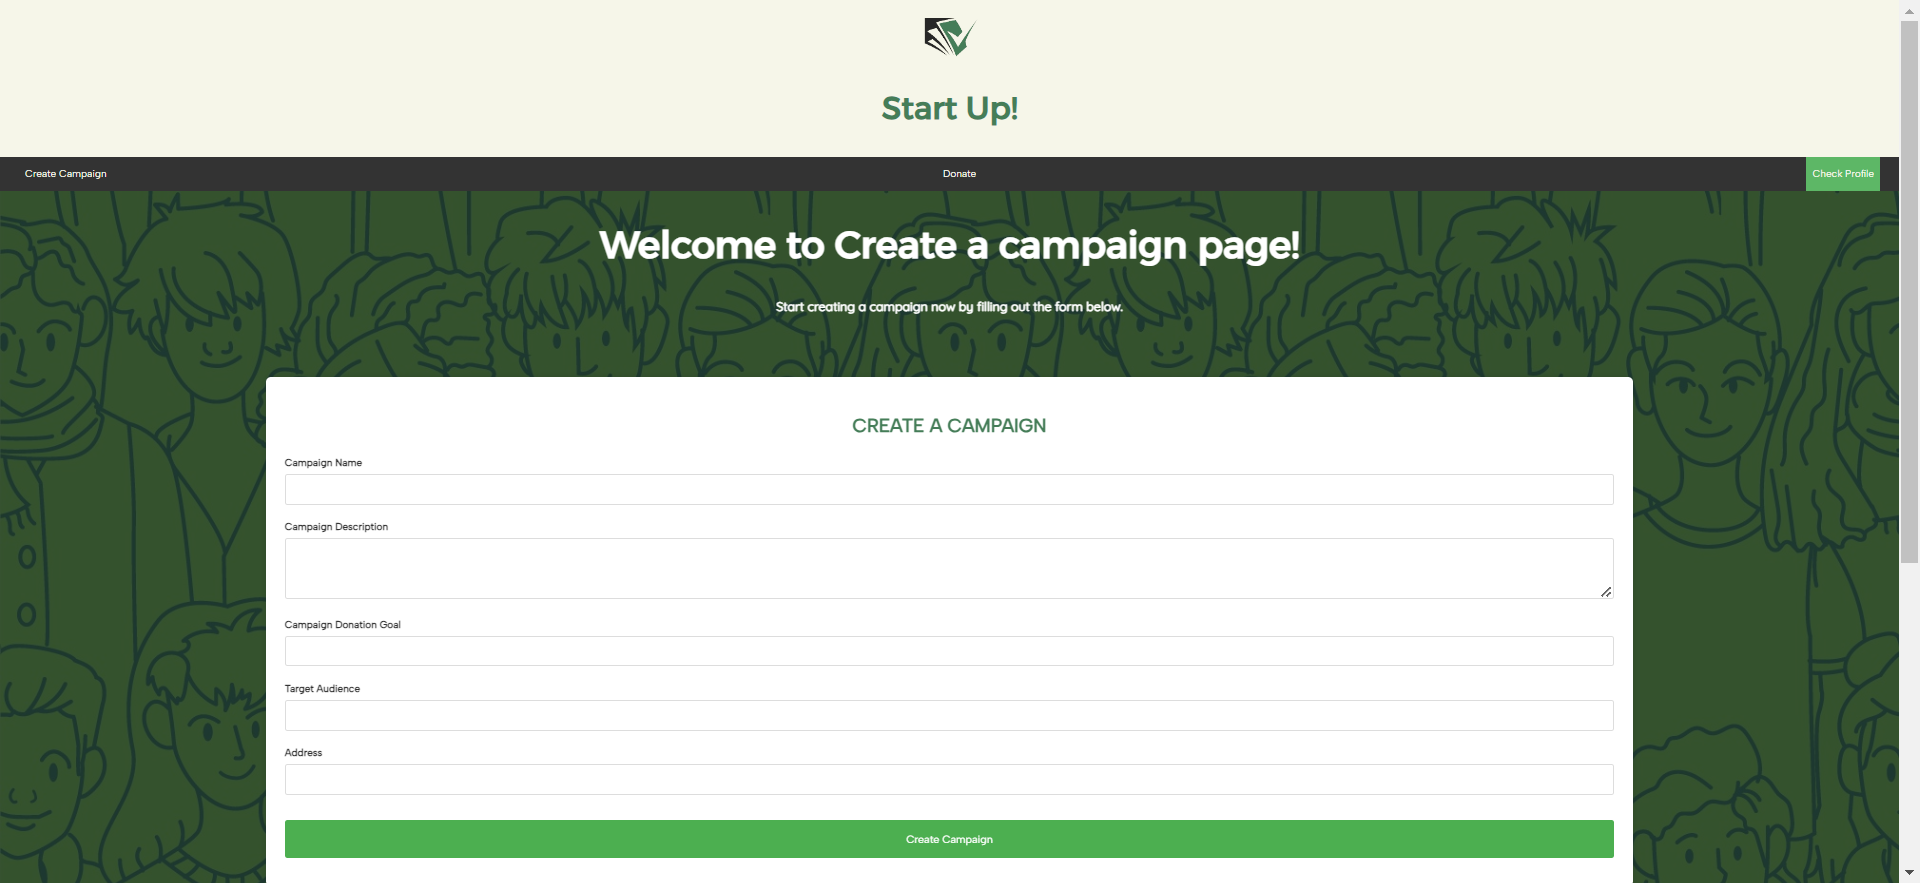 Start Up!
Create Campaign
Donate
Check Profile
Welcome to Create a campaign page!
Start creating a campaign now by filling out the form below.
CREATE A CAMPAIGN
Campaign Name
Campaign Description
Campaign Donation Goal
Target Audience
Address
Create Campaign